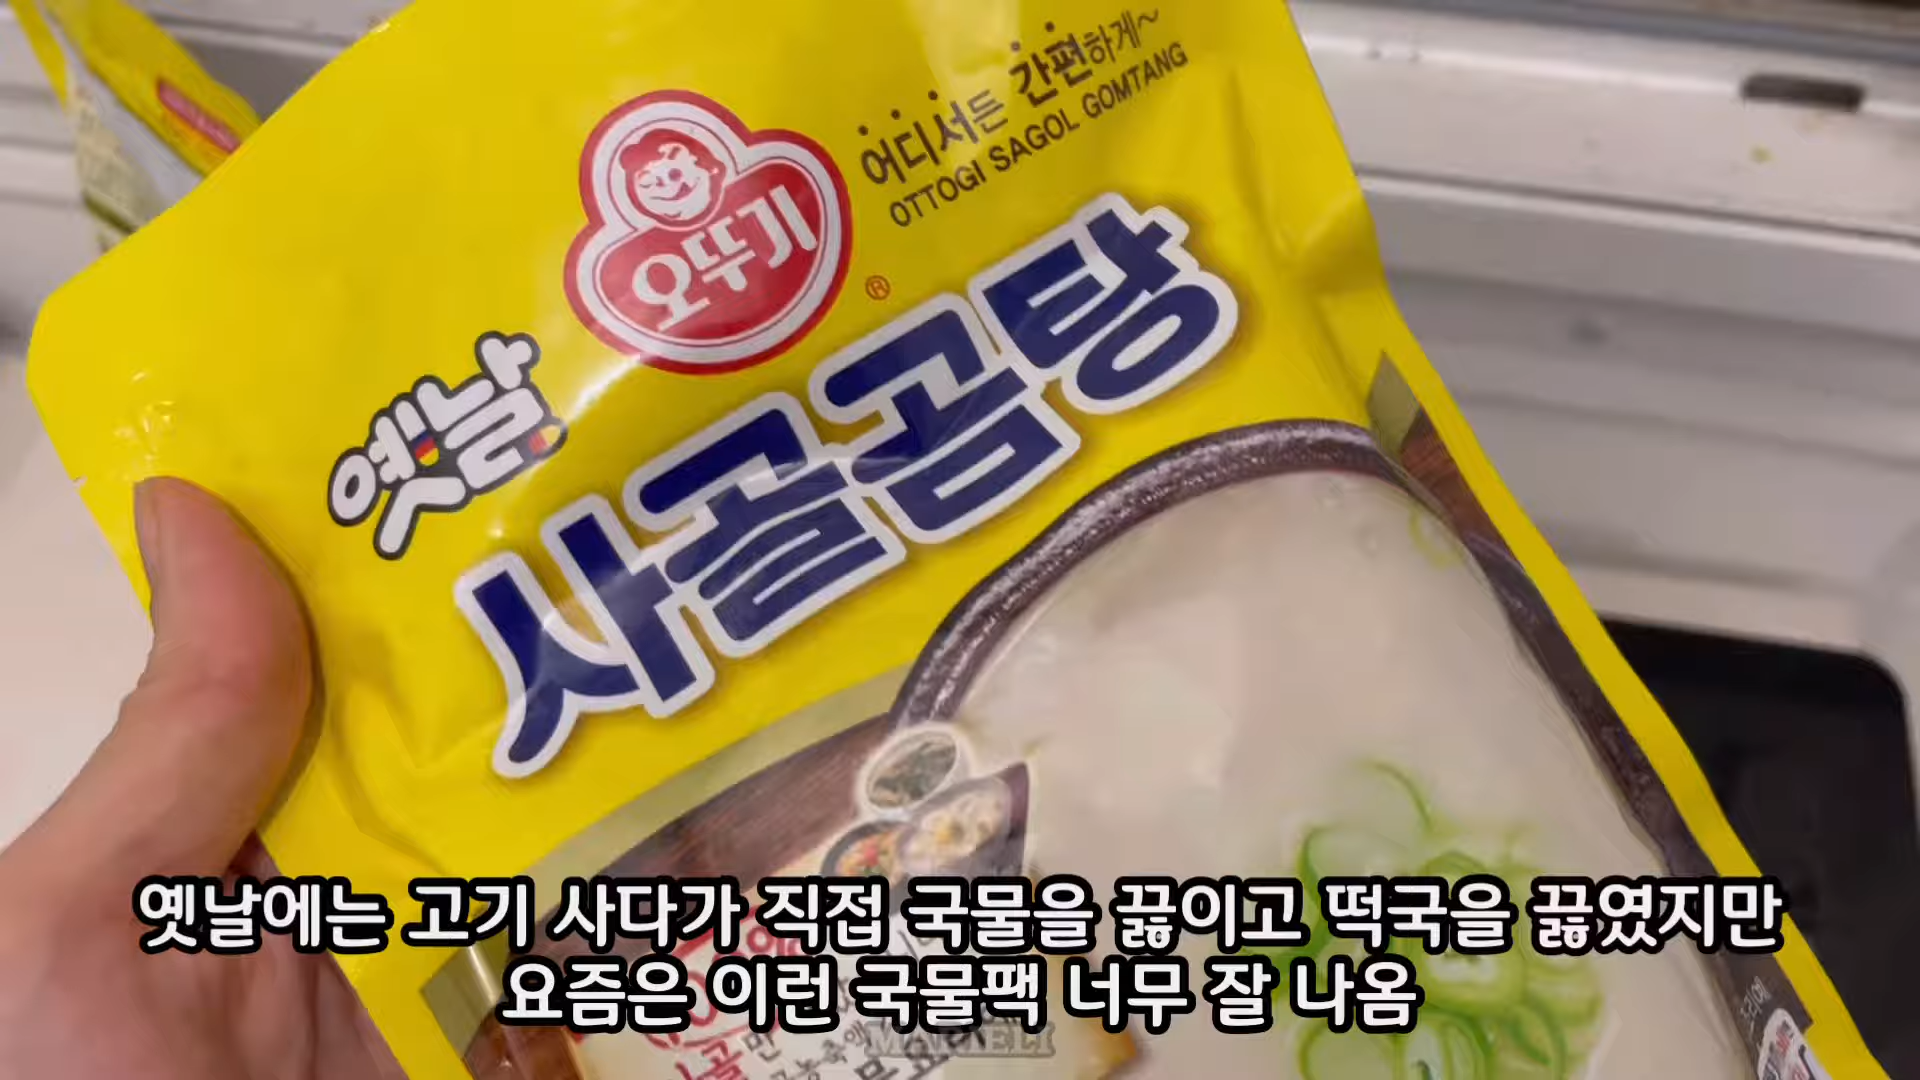 어디서든 간편하게~
OTTOGI SAGOL GOMTANG
오뚜기
®
옛날
사골곰탕
옛날에는 고기 사다가 직접 국물을 끓이고 떡국을 끓였지만
요즘은 이런 국물팩 너무 잘 나옴
MARIELI